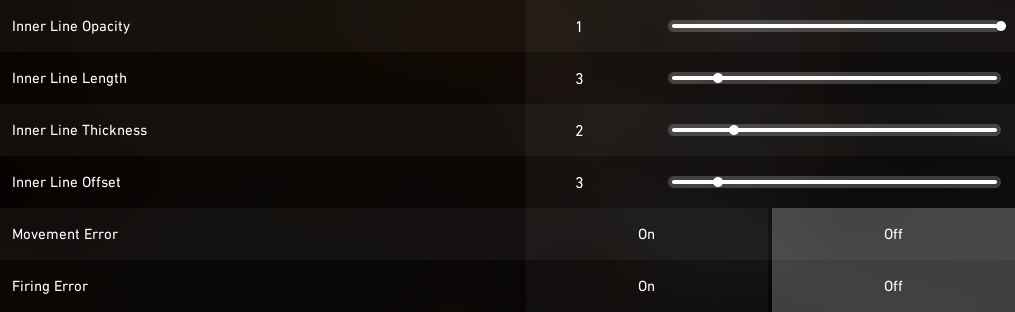 Inner Line Opacity 1
Inner Line Length 3
Inner Line Thickness 2
Inner Line Offset 3
Movement Error On Off
Firing Error On Off